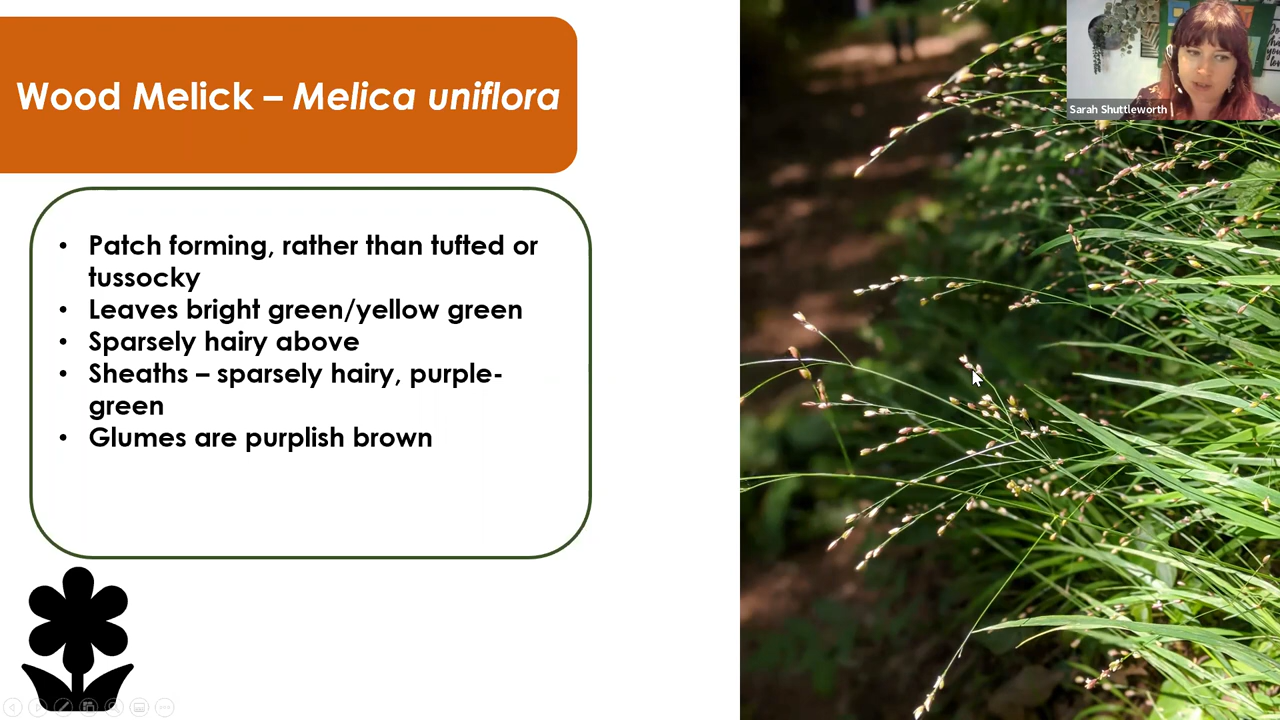 Wood Melick – Melica uniflora
Sarah Shuttleworth
• Patch forming, rather than tufted or
tussocky
• Leaves bright green/yellow green
• Sparsely hairy above
• Sheaths – sparsely hairy, purple-
green
• Glumes are purplish brown